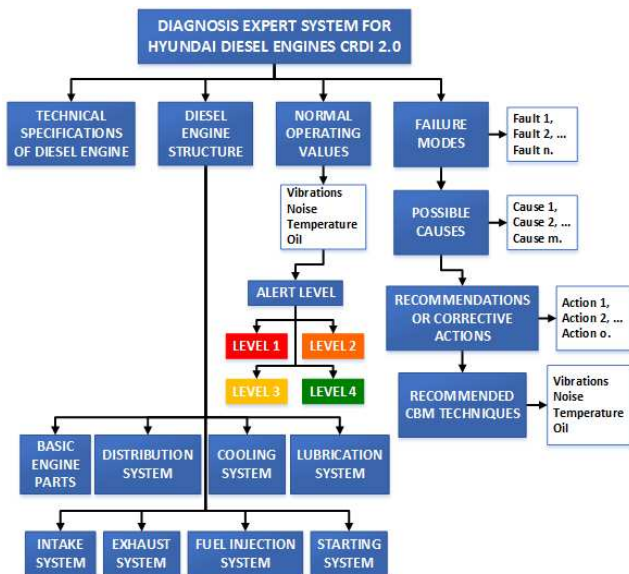 DIAGNOSIS EXPERT SYSTEM FOR
HYUNDAI DIESEL ENGINES CRDI 2.0
TECHNICAL
SPECIFICATIONS
OF DIESEL ENGINE
DIESEL
ENGINE
STRUCTURE
NORMAL
OPERATING
VALUES
FAILURE
MODES
Fault 1,
Fault 2, ...
Fault n.
Vibrations
Noise
Temperature
Oil
POSSIBLE
CAUSES
Cause 1,
Cause 2, ...
Cause m.
ALERT LEVEL
RECOMMENDATIONS
OR CORRECTIVE
ACTIONS
Action 1,
Action 2, ...
Action o.
LEVEL 1
LEVEL 2
LEVEL 3
LEVEL 4
RECOMMENDED
CBM TECHNIQUES
Vibrations
Noise
Temperature
Oil
BASIC
ENGINE
PARTS
DISTRIBUTION
SYSTEM
COOLING
SYSTEM
LUBRICATION
SYSTEM
INTAKE
SYSTEM
EXHAUST
SYSTEM
FUEL INJECTION
SYSTEM
STARTING
SYSTEM